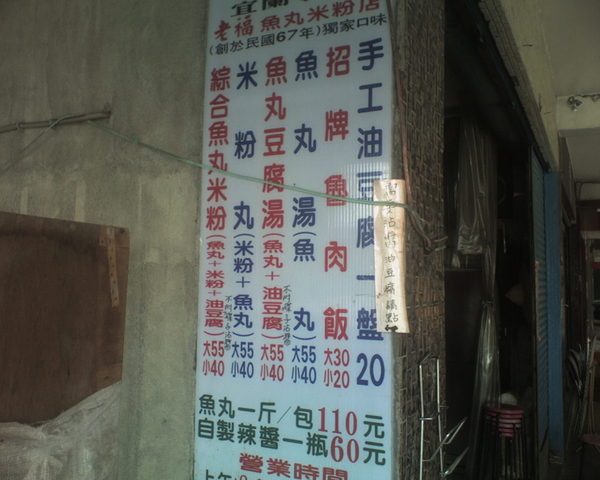 宜蘭
老福魚丸米粉店
(創於民國67年)獨家口味
手工油豆腐一盤20
招牌魯肉飯 大30 小20
魚丸湯(魚丸) 大55 小40
魚丸豆腐湯(魚丸+油豆腐) 大55 小40
米粉丸(米粉+魚丸) 大55 小40
綜合魚丸米粉(魚丸+米粉+油豆腐) 大55 小40
魚丸一斤/包110元
自製辣醬一瓶60元
營業時間
上午